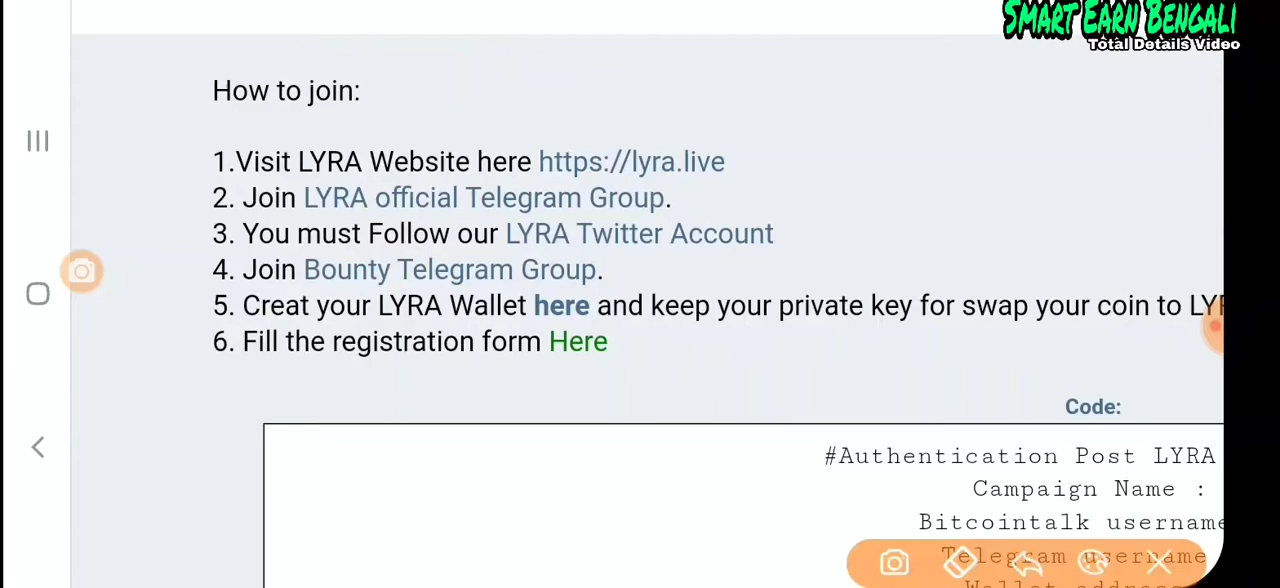 SMART EARN BENGALI
Total Details Video
How to join:
1.Visit LYRA Website here https://lyra.live
2. Join LYRA official Telegram Group.
3. You must Follow our LYRA Twitter Account
4. Join Bounty Telegram Group.
5. Creat your LYRA Wallet here and keep your private key for swap your coin to LY
6. Fill the registration form Here
Code:
#Authentication Post LYRA
Campaign Name :
Bitcointalk username
Telegram username
Wallet address